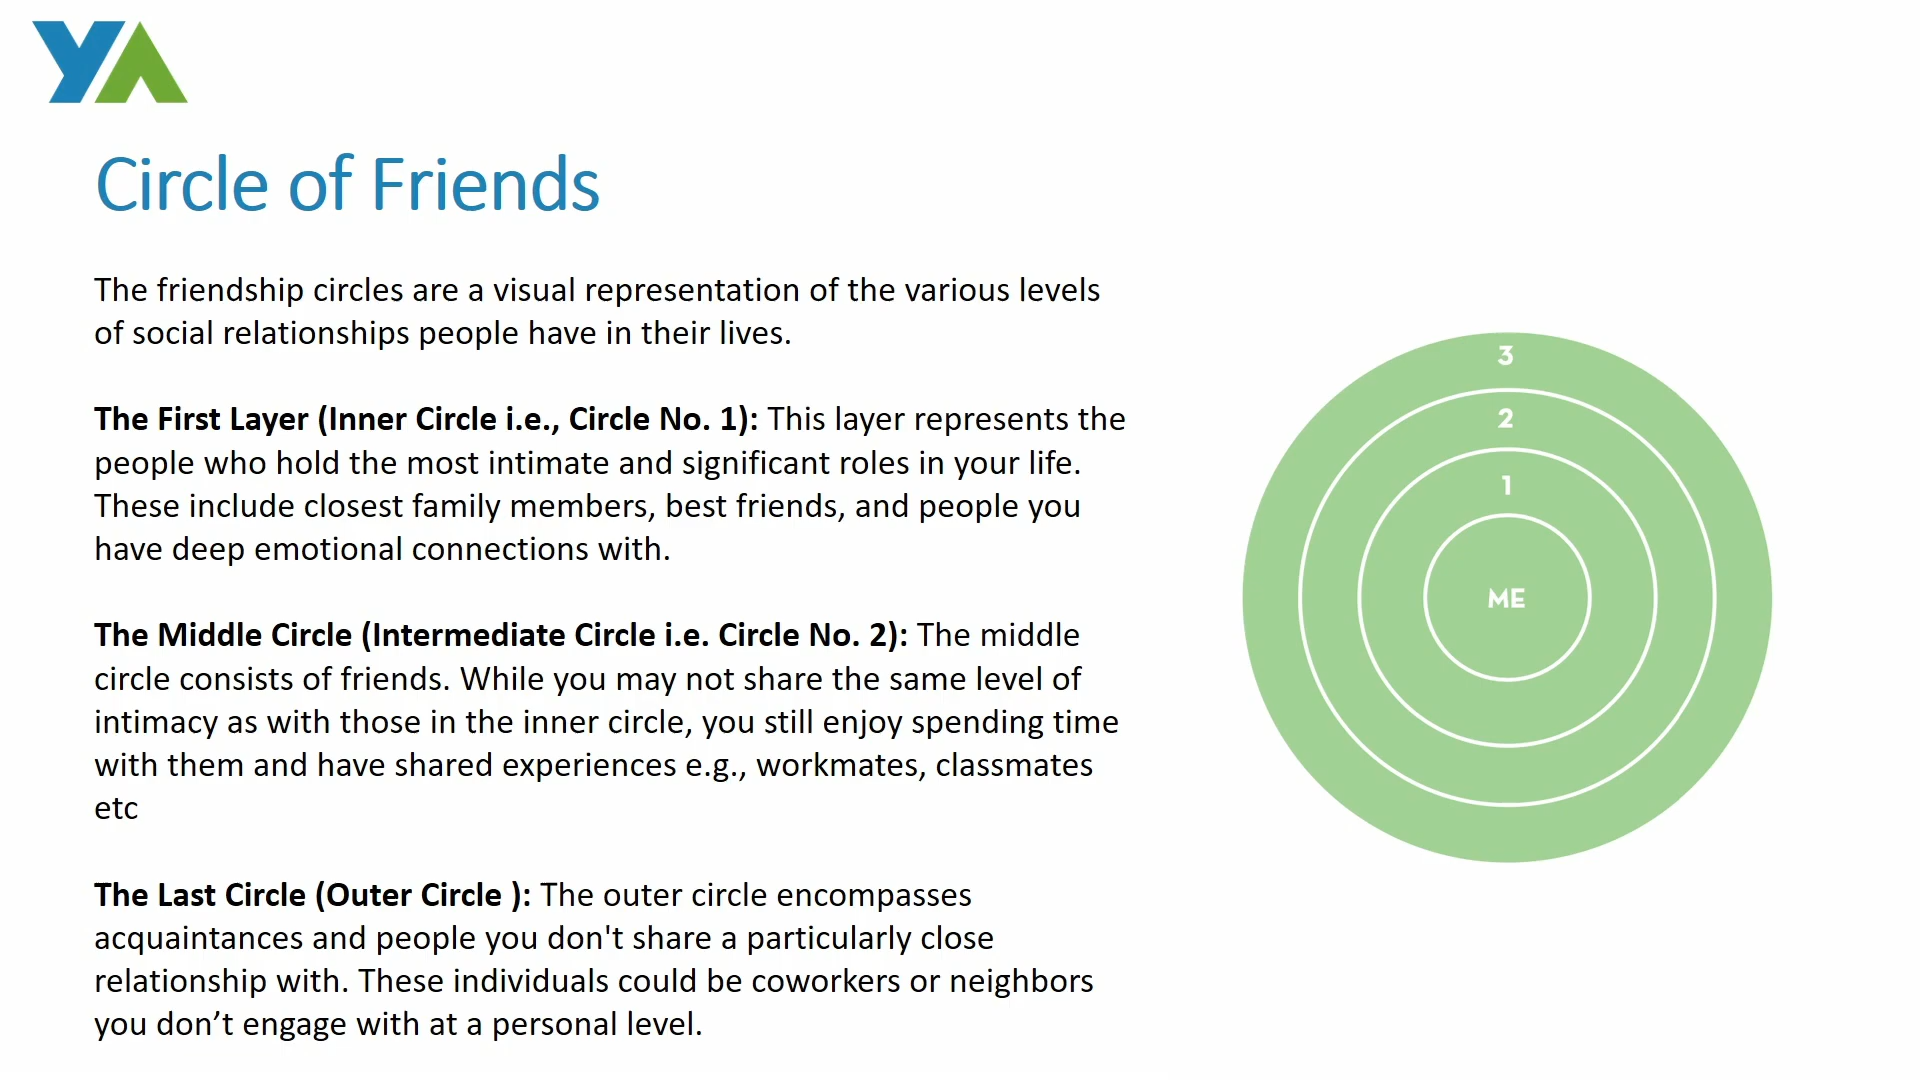 YA
Circle of Friends
The friendship circles are a visual representation of the various levels
of social relationships people have in their lives.
The First Layer (Inner Circle i.e., Circle No. 1): This layer represents the
people who hold the most intimate and significant roles in your life.
These include closest family members, best friends, and people you
have deep emotional connections with.
The Middle Circle (Intermediate Circle i.e. Circle No. 2): The middle
circle consists of friends. While you may not share the same level of
intimacy as with those in the inner circle, you still enjoy spending time
with them and have shared experiences e.g., workmates, classmates
etc
The Last Circle (Outer Circle ): The outer circle encompasses
acquaintances and people you don't share a particularly close
relationship with. These individuals could be coworkers or neighbors
you don’t engage with at a personal level.
3
2
1
ME